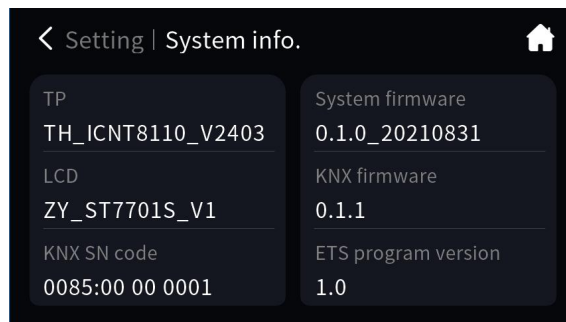 Setting | System info.
TP
TH_ICNT8110_V2403
LCD
ZY_ST7701S_V1
KNX SN code
0085:00 00 0001
System firmware
0.1.0_20210831
KNX firmware
0.1.1
ETS program version
1.0